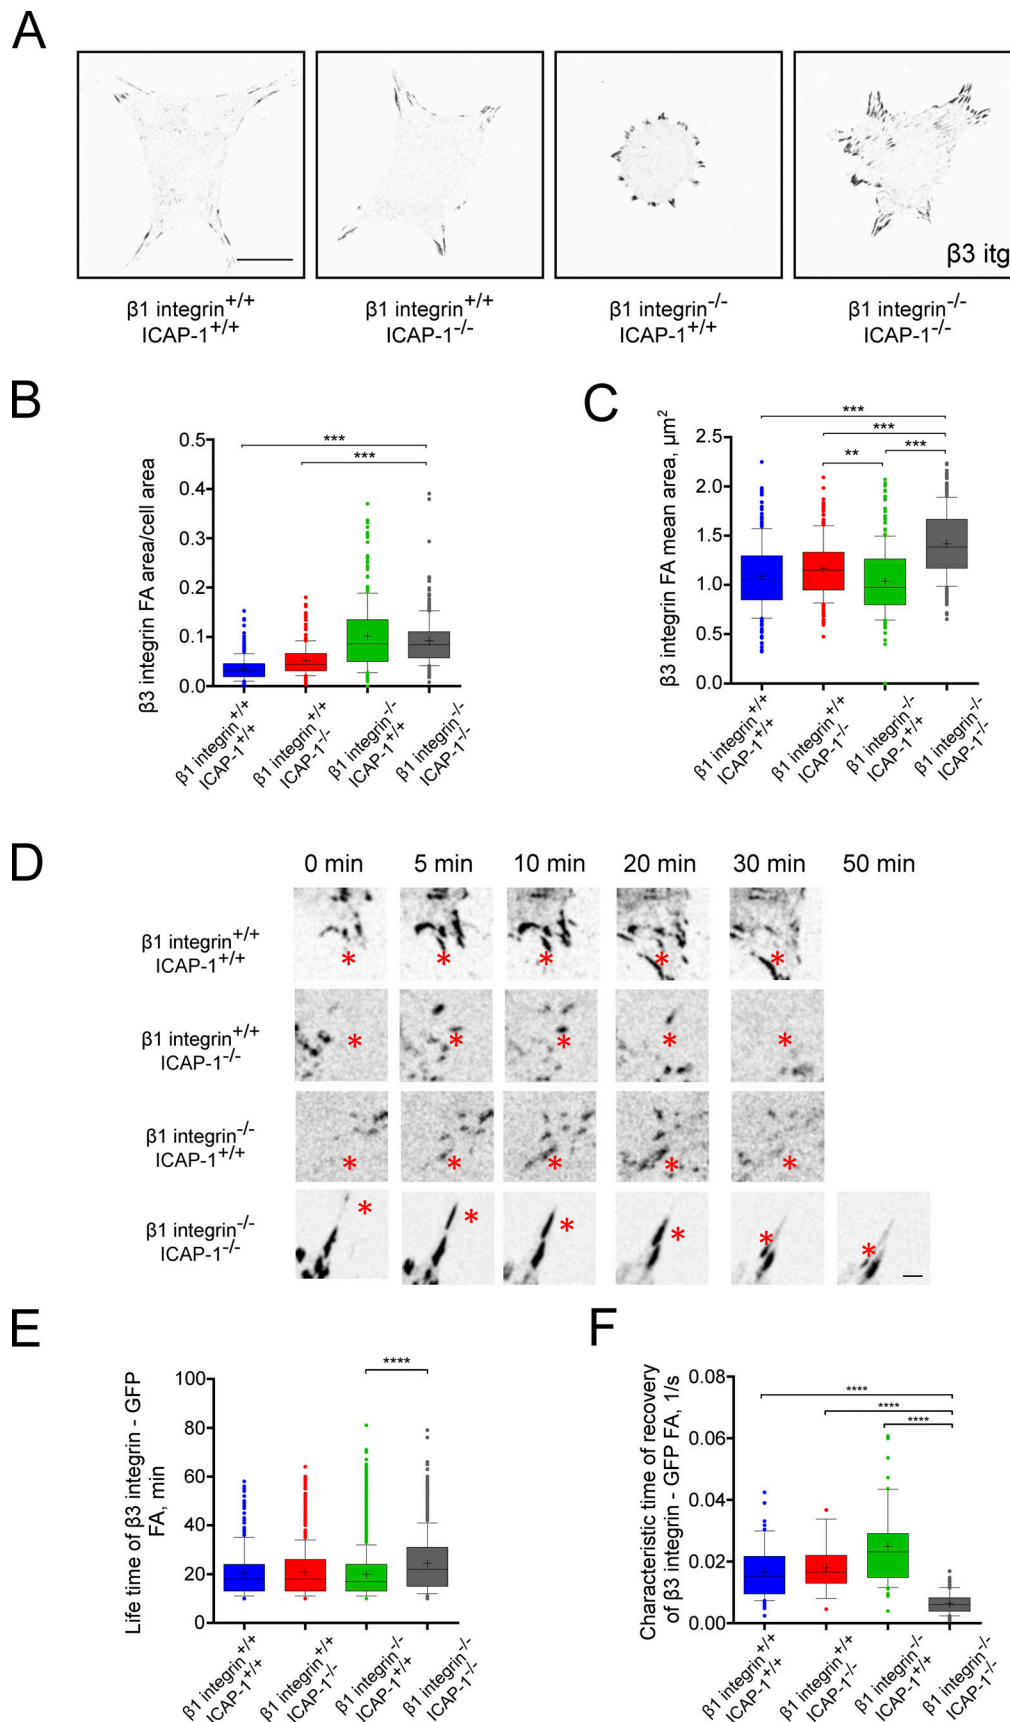 A
β3 itg
β1 integrin+/+
ICAP-1+/+
β1 integrin+/+
ICAP-1-/-
β1 integrin-/-
ICAP-1+/+
β1 integrin-/-
ICAP-1-/-
B
β3 integrin FA area/cell area
0.5
0.4
0.3
0.2
0.1
0.0
***
***
β1 integrin+/+
ICAP-1+/+
β1 integrin+/+
ICAP-1-/-
β1 integrin-/-
ICAP-1+/+
β1 integrin-/-
ICAP-1-/-
C
β3 integrin FA mean area, µm²
2.5
2.0
1.5
1.0
0.5
0.0
***
***
** ***
β1 integrin+/+
ICAP-1+/+
β1 integrin+/+
ICAP-1-/-
β1 integrin-/-
ICAP-1+/+
β1 integrin-/-
ICAP-1-/-
D
0 min 5 min 10 min 20 min 30 min 50 min
β1 integrin+/+
ICAP-1+/+
* * * * *
β1 integrin+/+
ICAP-1-/-
* * * * *
β1 integrin-/-
ICAP-1+/+
* * * * *
β1 integrin-/-
ICAP-1-/-
* * * * * *
E
Life time of β3 integrin - GFP
FA, min
100
80
60
40
20
0
****
β1 integrin+/+
ICAP-1+/+
β1 integrin+/+
ICAP-1-/-
β1 integrin-/-
ICAP-1+/+
β1 integrin-/-
ICAP-1-/-
F
Characteristic time of recovery
of β3 integrin - GFP FA, 1/s
0.08
0.06
0.04
0.02
0.00
****
****
****
β1 integrin+/+
ICAP-1+/+
β1 integrin+/+
ICAP-1-/-
β1 integrin-/-
ICAP-1+/+
β1 integrin-/-
ICAP-1-/-